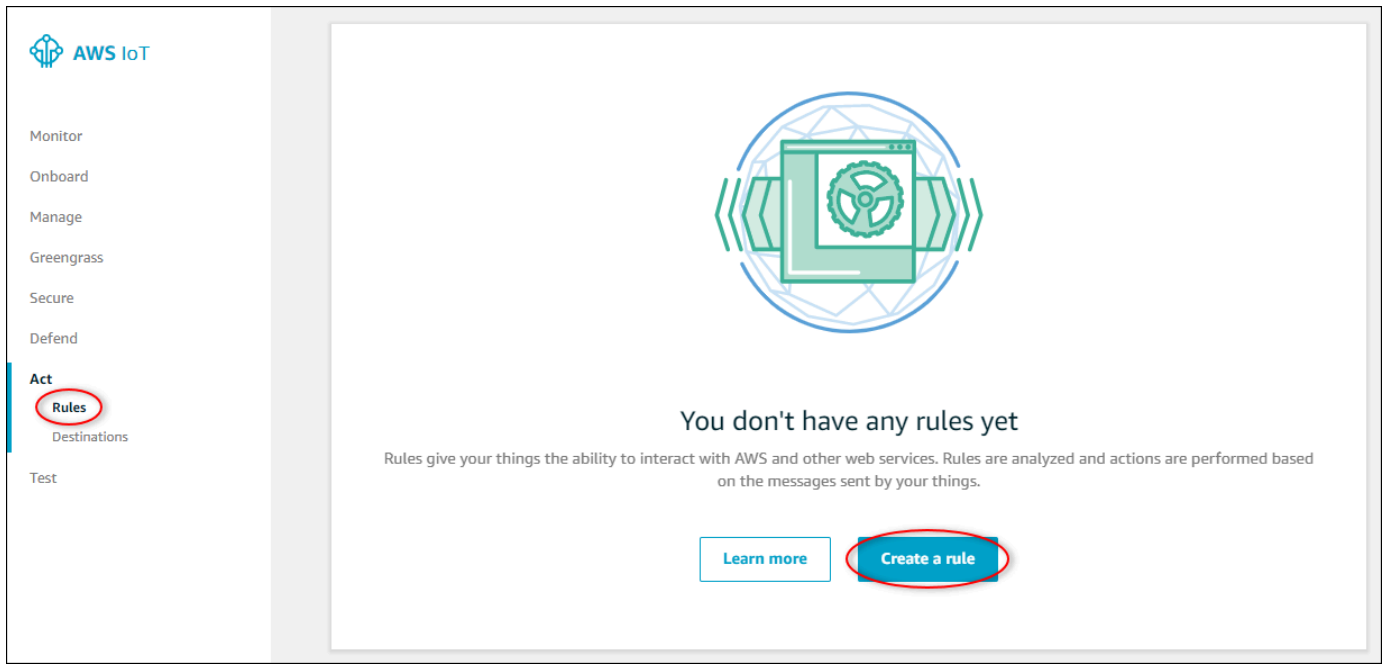 AWS IoT
Monitor
Onboard
Manage
Greengrass
Secure
Defend
Act
Rules
Destinations
Test
You don't have any rules yet
Rules give your things the ability to interact with AWS and other web services. Rules are analyzed and actions are performed based
on the messages sent by your things.
Learn more
Create a rule